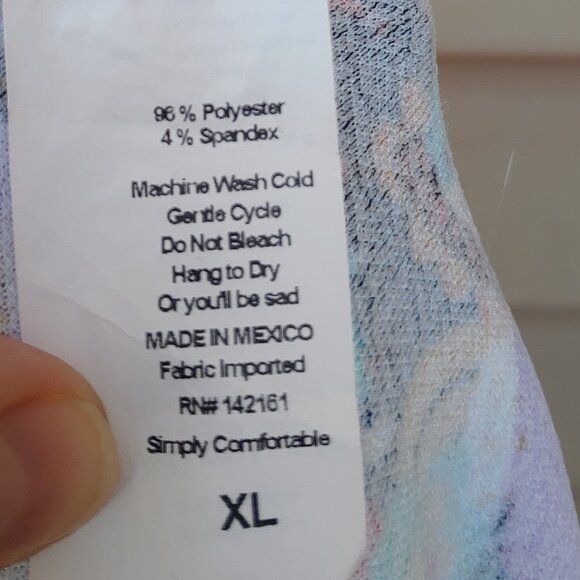 96 % Polyester
4 % Spandex
Machine Wash Cold
Gentle Cycle
Do Not Bleach
Hang to Dry
Or you'll be sad
MADE IN MEXICO
Fabric Imported
RN# 142161
Simply Comfortable
XL